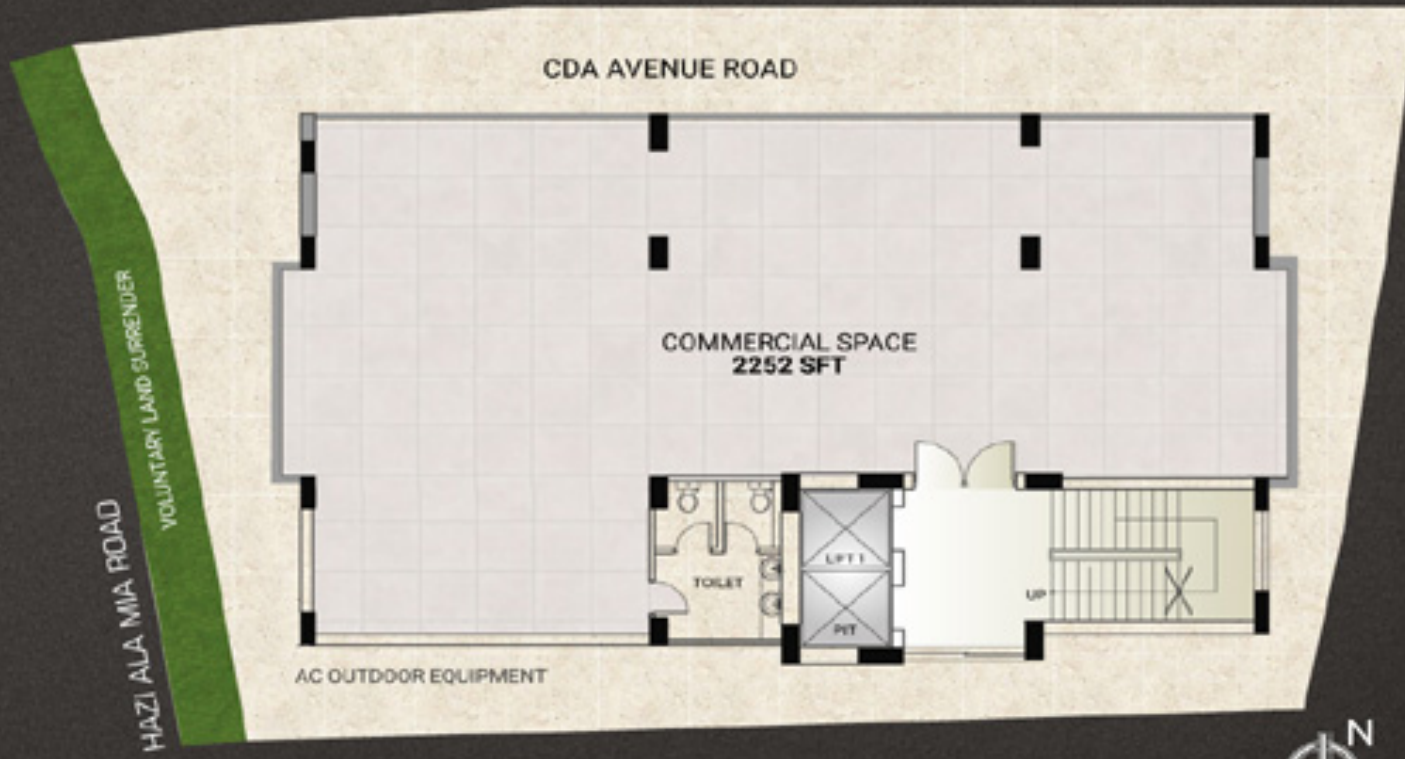 CDA AVENUE ROAD
VOLUNTARY LAND SURRENDER
HAZI ALA MIA ROAD
COMMERCIAL SPACE
2252 SFT
TOILET
LIFT 1
PIT
UP
AC OUTDOOR EQUIPMENT
N